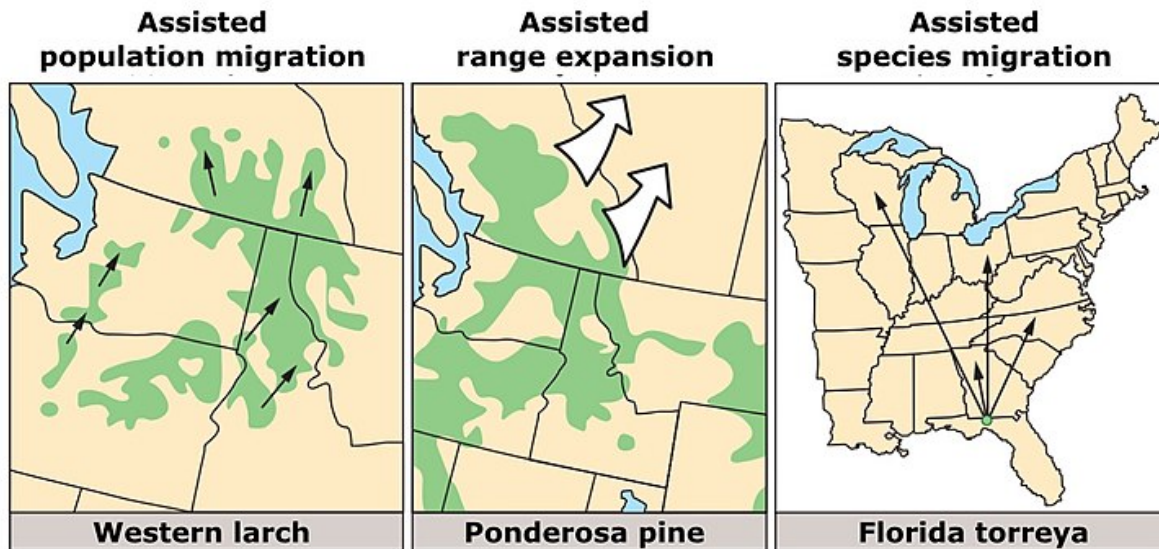 Assisted
population migration
Assisted
range expansion
Assisted
species migration
Western larch
Ponderosa pine
Florida torreya